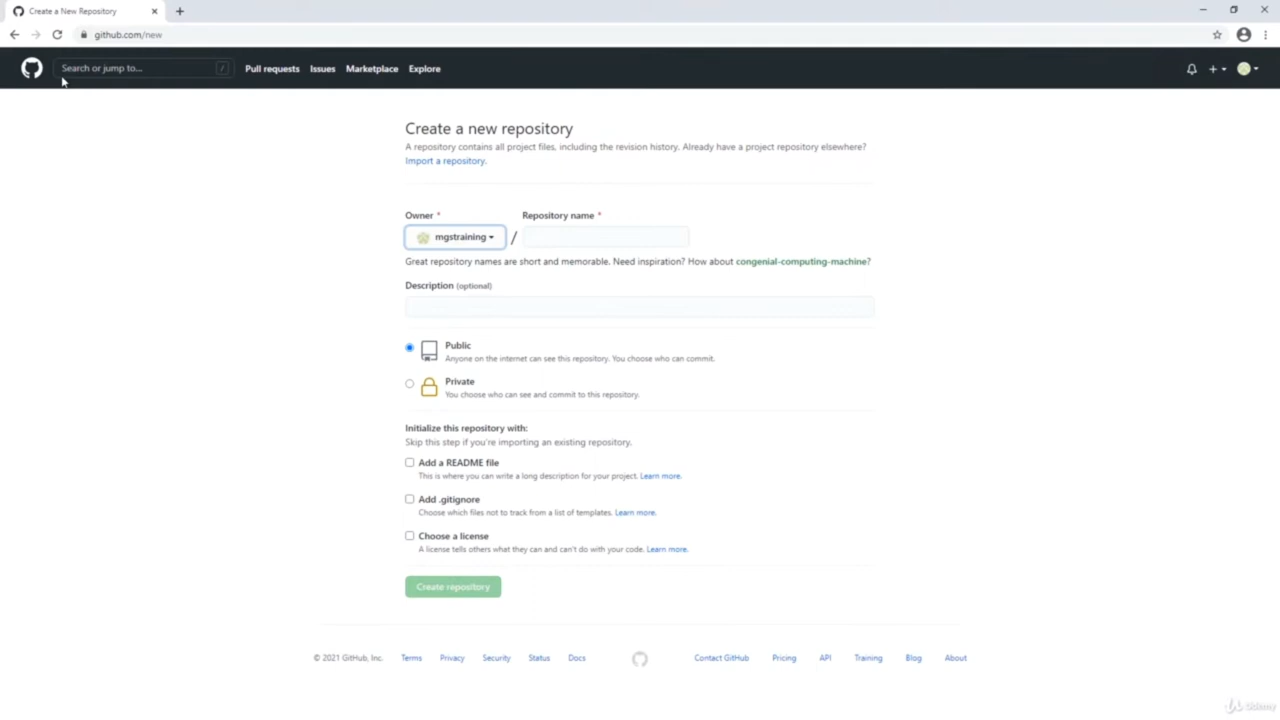 Create a New Repository
github.com/new
Search or jump to... / Pull requests Issues Marketplace Explore
Create a new repository
A repository contains all project files, including the revision history. Already have a project repository elsewhere?
Import a repository.
Owner * Repository name *
mgstraining /
Great repository names are short and memorable. Need inspiration? How about congenial-computing-machine?
Description (optional)
Public
Anyone on the internet can see this repository. You choose who can commit.
Private
You choose who can see and commit to this repository.
Initialize this repository with:
Skip this step if you're importing an existing repository.
Add a README file
This is where you can write a long description for your project. Learn more.
Add .gitignore
Choose which files not to track from a list of templates. Learn more.
Choose a license
A license tells others what they can and can't do with your code. Learn more.
Create repository
© 2021 GitHub, Inc. Terms Privacy Security Status Docs Contact GitHub Pricing API Training Blog About
Udemy